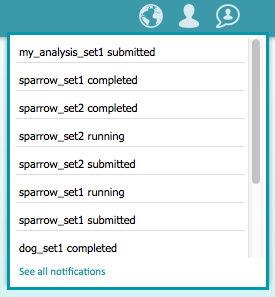 my_analysis_set1 submitted
sparrow_set1 completed
sparrow_set2 completed
sparrow_set2 running
sparrow_set2 submitted
sparrow_set1 running
sparrow_set1 submitted
dog_set1 completed
See all notifications